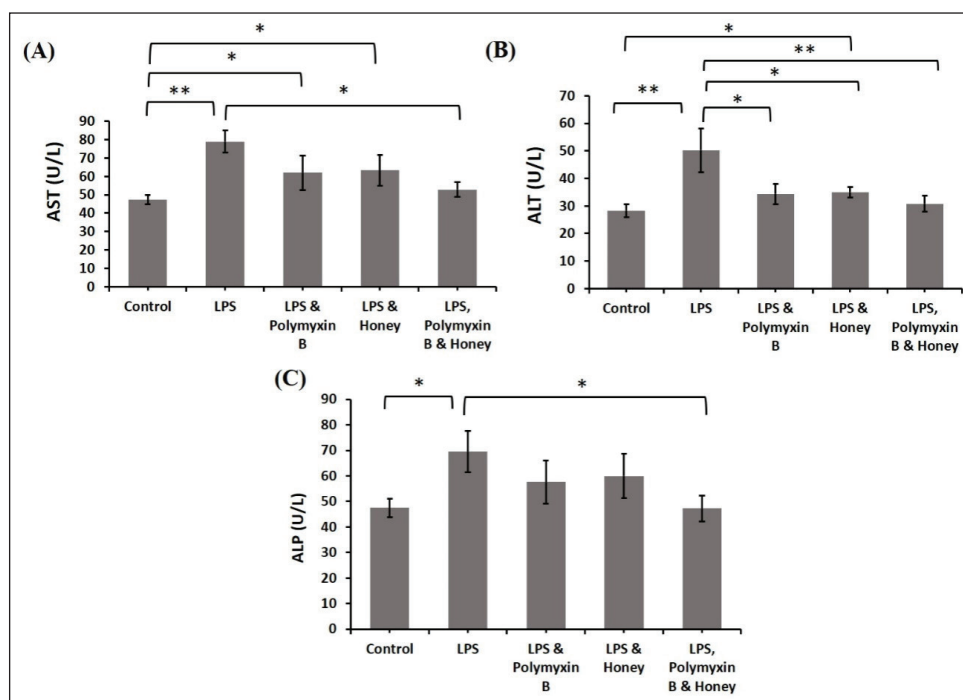 (A)
*
*
**
*
AST (U/L)
90
80
70
60
50
40
30
20
10
0
Control
LPS
LPS &
Polymyxin
B
LPS &
Honey
LPS,
Polymyxin
B & Honey
(B)
*
**
*
**
*
ALT (U/L)
70
60
50
40
30
20
10
0
Control
LPS
LPS &
Polymyxin
B
LPS &
Honey
LPS,
Polymyxin
B & Honey
(C)
*
*
ALP (U/L)
90
80
70
60
50
40
30
20
10
0
Control
LPS
LPS &
Polymyxin
B
LPS &
Honey
LPS,
Polymyxin
B & Honey